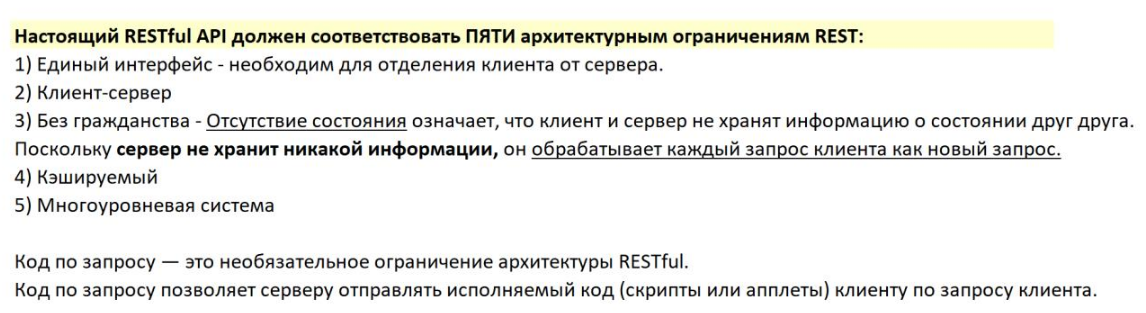 Настоящий RESTful API должен соответствовать ПЯТИ архитектурным ограничениям REST:
1) Единый интерфейс - необходим для отделения клиента от сервера.
2) Клиент-сервер
3) Без гражданства - Отсутствие состояния означает, что клиент и сервер не хранят информацию о состоянии друг друга.
Поскольку сервер не хранит никакой информации, он обрабатывает каждый запрос клиента как новый запрос.
4) Кэшируемый
5) Многоуровневая система
Код по запросу — это необязательное ограничение архитектуры RESTful.
Код по запросу позволяет серверу отправлять исполняемый код (скрипты или апплеты) клиенту по запросу клиента.